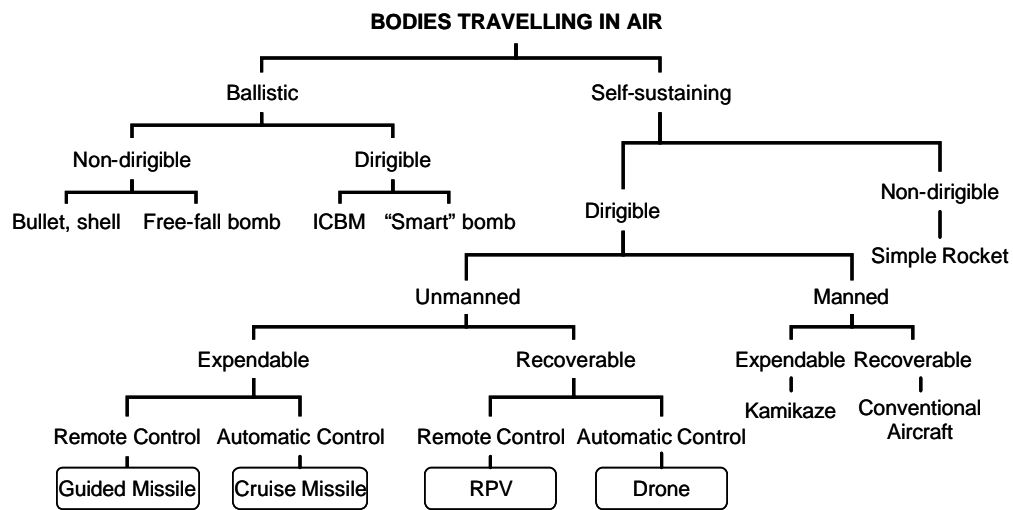 BODIES TRAVELLING IN AIR
Ballistic
Self-sustaining
Non-dirigible
Dirigible
Bullet, shell
Free-fall bomb
ICBM
“Smart” bomb
Dirigible
Non-dirigible
Simple Rocket
Unmanned
Manned
Expendable
Recoverable
Expendable
Recoverable
Kamikaze
Conventional
Aircraft
Remote Control
Automatic Control
Remote Control
Automatic Control
Guided Missile
Cruise Missile
RPV
Drone